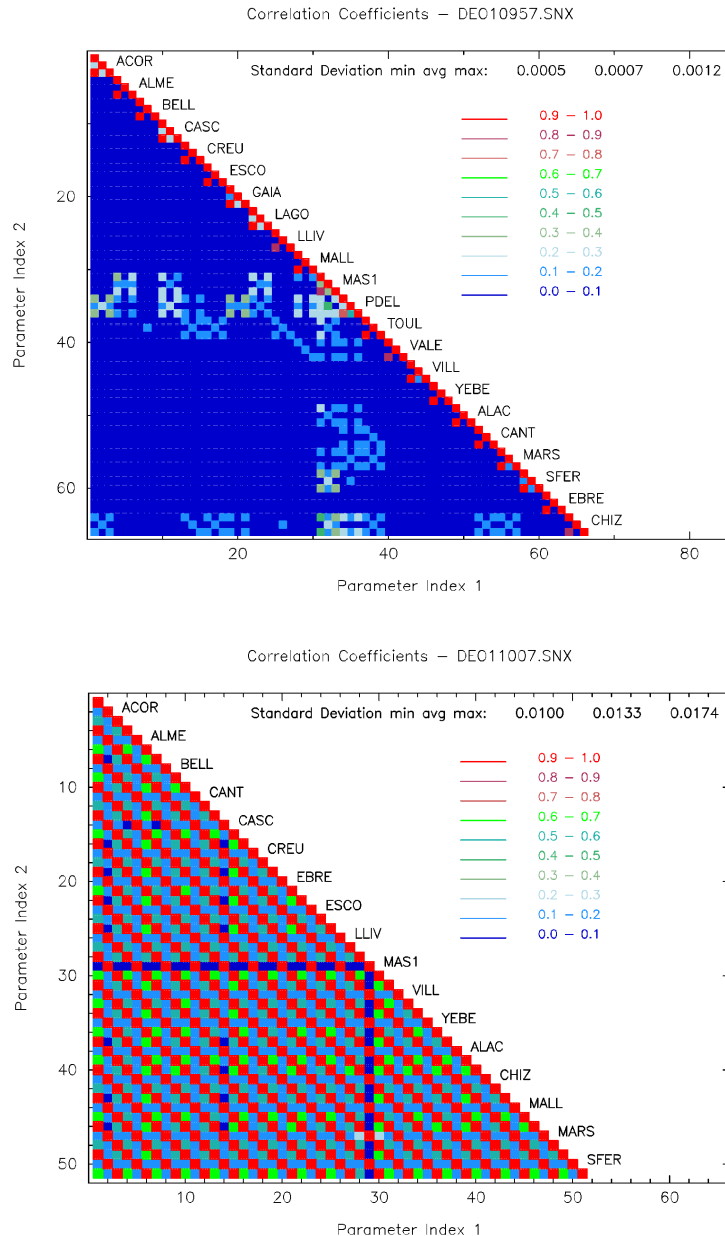 Correlation Coefficients – DEO10957.SNX
Standard Deviation min avg max: 0.0005 0.0007 0.0012
ACOR
ALME
BELL
CASC
CREU
ESCO
GAIA
LAGO
LLIV
MALL
MAS1
PDEL
TOUL
VALE
VILL
YEBE
ALAC
CANT
MARS
SFER
EBRE
CHIZ
0.9 – 1.0
0.8 – 0.9
0.7 – 0.8
0.6 – 0.7
0.5 – 0.6
0.4 – 0.5
0.3 – 0.4
0.2 – 0.3
0.1 – 0.2
0.0 – 0.1
Parameter Index 2
20
40
60
20 40 60 80
Parameter Index 1
Correlation Coefficients – DEO11007.SNX
Standard Deviation min avg max: 0.0100 0.0133 0.0174
ACOR
ALME
BELL
CANT
CASC
CREU
EBRE
ESCO
LLIV
MAS1
VILL
YEBE
ALAC
CHIZ
MALL
MARS
SFER
0.9 – 1.0
0.8 – 0.9
0.7 – 0.8
0.6 – 0.7
0.5 – 0.6
0.4 – 0.5
0.3 – 0.4
0.2 – 0.3
0.1 – 0.2
0.0 – 0.1
Parameter Index 2
10
20
30
40
50
10 20 30 40 50 60
Parameter Index 1